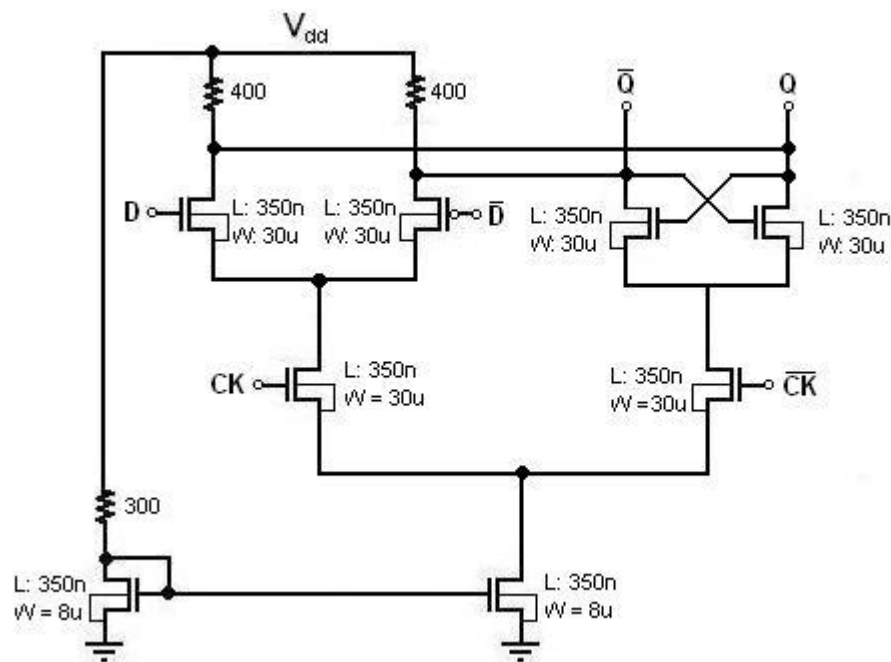 Vdd
400
400
Q̅
Q
D
L: 350n
W: 30u
L: 350n
W: 30u
D̅
L: 350n
W: 30u
L: 350n
W: 30u
CK
L: 350n
W = 30u
L: 350n
W = 30u
C̅K̅
300
L: 350n
W = 8u
L: 350n
W = 8u